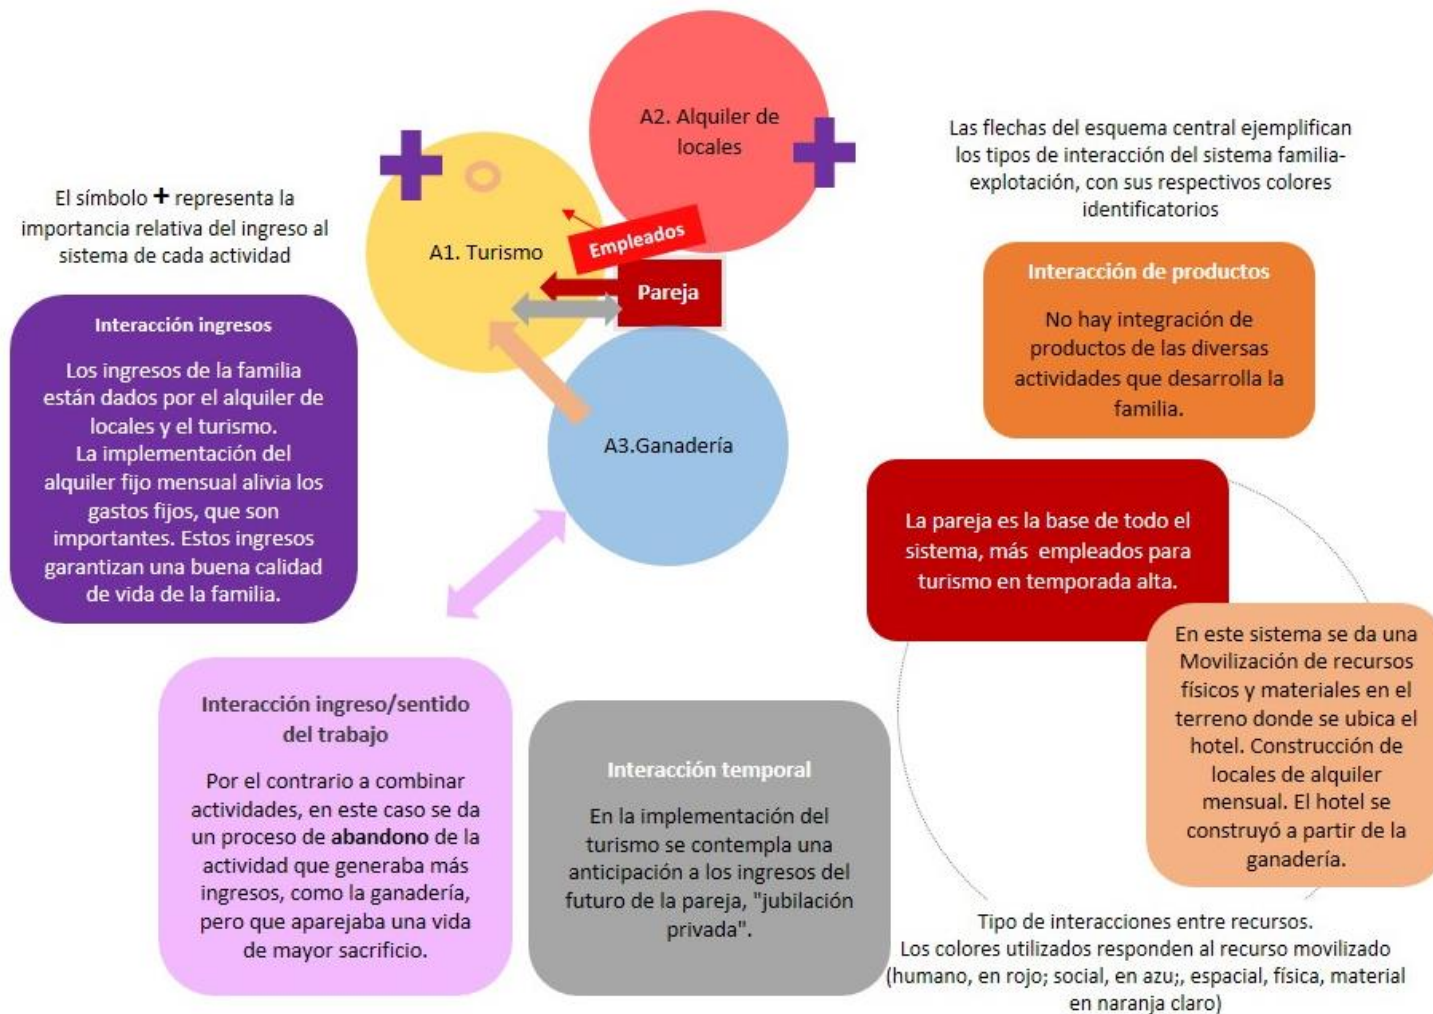 A2. Alquiler de
locales
A1. Turismo
Empleados
Pareja
A3.Ganadería
El símbolo + representa la
importancia relativa del ingreso al
sistema de cada actividad
Interacción ingresos
Los ingresos de la familia
están dados por el alquiler de
locales y el turismo.
La implementación del
alquiler fijo mensual alivia los
gastos fijos, que son
importantes. Estos ingresos
garantizan una buena calidad
de vida de la familia.
Las flechas del esquema central ejemplifican
los tipos de interacción del sistema familia-
explotación, con sus respectivos colores
identificatorios
Interacción de productos
No hay integración de
productos de las diversas
actividades que desarrolla la
familia.
La pareja es la base de todo el
sistema, más empleados para
turismo en temporada alta.
En este sistema se da una
Movilización de recursos
físicos y materiales en el
terreno donde se ubica el
hotel. Construcción de
locales de alquiler
mensual. El hotel se
construyó a partir de la
ganadería.
Interacción ingreso/sentido
del trabajo
Por el contrario a combinar
actividades, en este caso se da
un proceso de abandono de la
actividad que generaba más
ingresos, como la ganadería,
pero que aparejaba una vida
de mayor sacrificio.
Interacción temporal
En la implementación del
turismo se contempla una
anticipación a los ingresos del
futuro de la pareja, "jubilación
privada".
Tipo de interacciones entre recursos.
Los colores utilizados responden al recurso movilizado
(humano, en rojo; social, en azu;, espacial, física, material
en naranja claro)